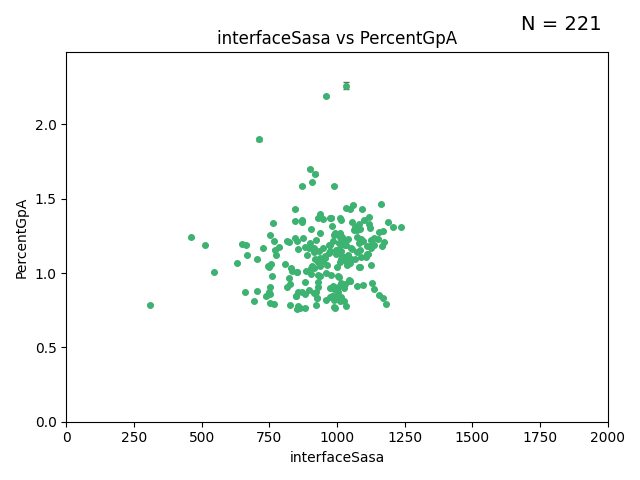 N = 221
interfaceSasa vs PercentGpA
PercentGpA
2.0
1.5
1.0
0.5
0.0
0 250 500 750 1000 1250 1500 1750 2000
interfaceSasa